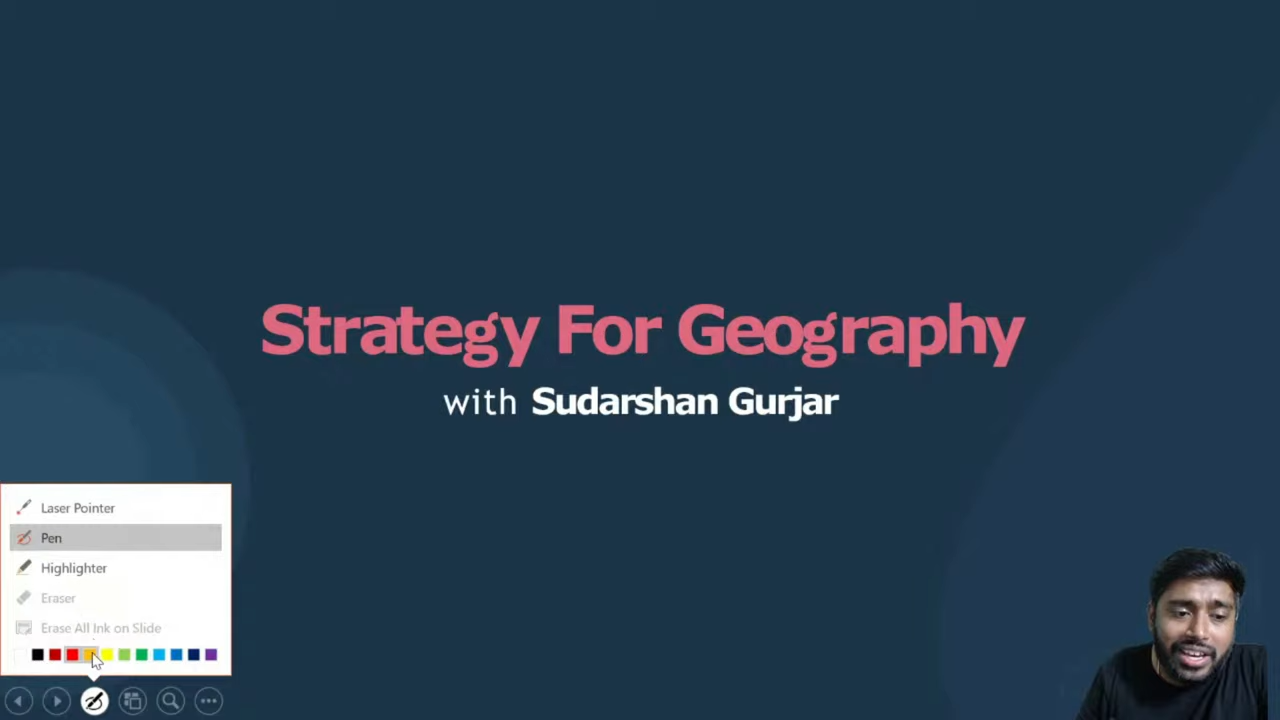 Strategy For Geography
with Sudarshan Gurjar
Laser Pointer
Pen
Highlighter
Eraser
Erase All Ink on Slide